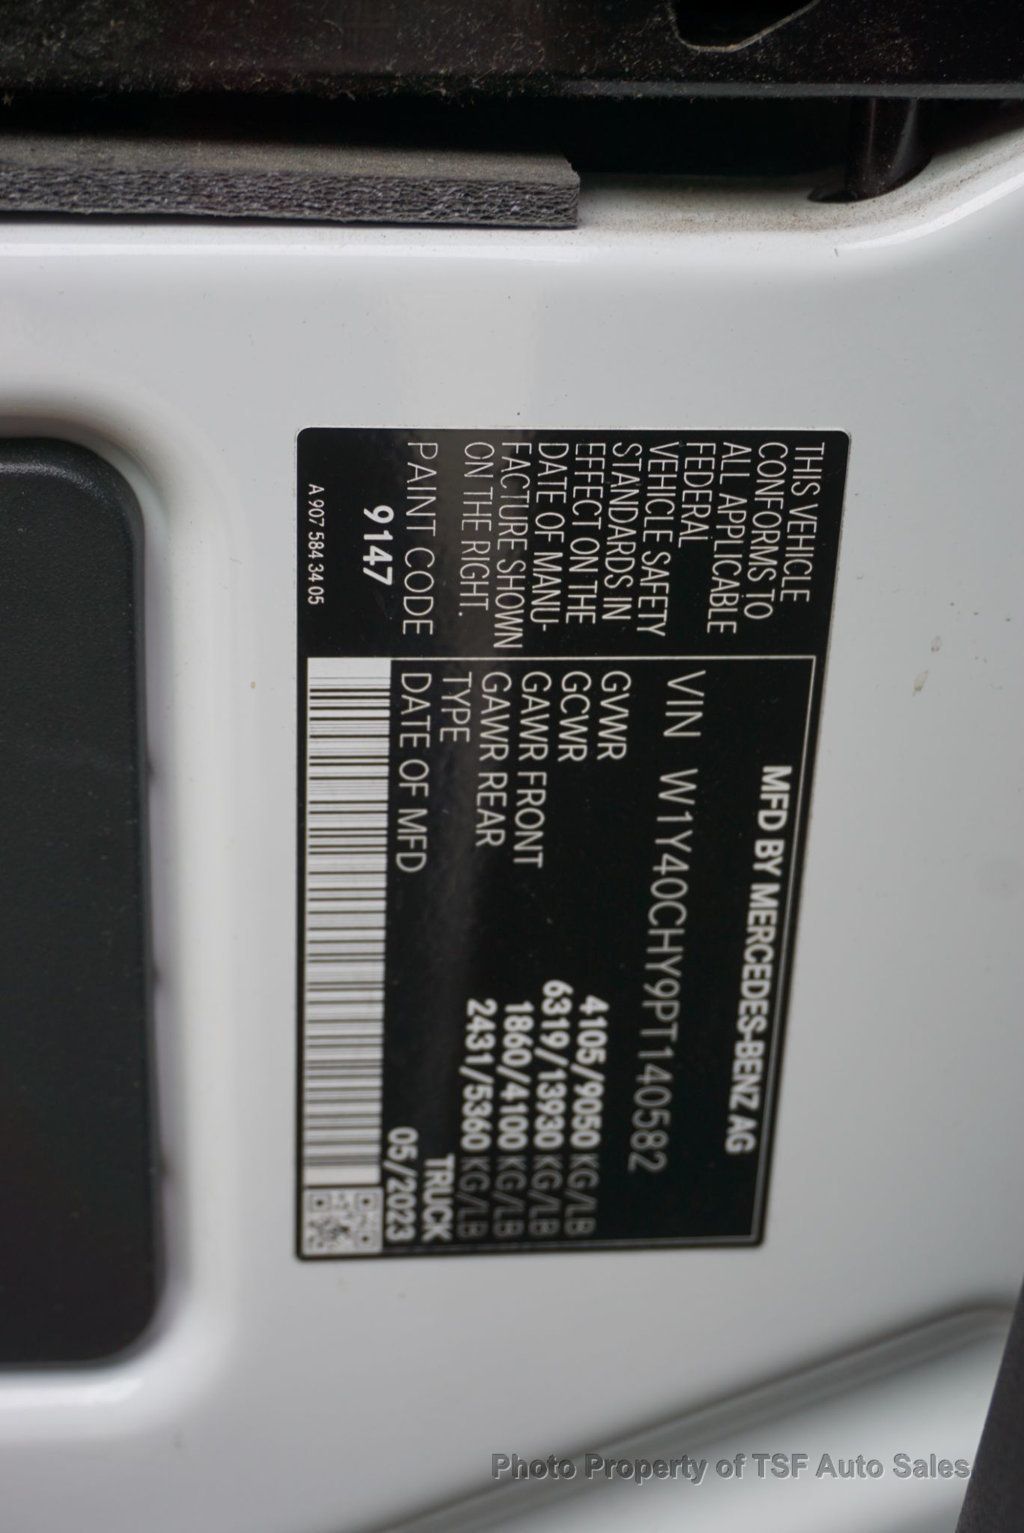 THIS VEHICLE
CONFORMS TO
ALL APPLICABLE
FEDERAL
VEHICLE SAFETY
STANDARDS IN
EFFECT ON THE
DATE OF MANU-
FACTURE SHOWN
ON THE RIGHT.
PAINT CODE
9147
A 907 584 34 05
MFD BY MERCEDES-BENZ AG
VIN W1Y40CHY9PT140582
GVWR 4105/9050 KG/LB
GCWR 6319/13930 KG/LB
GAWR FRONT 1860/4100 KG/LB
GAWR REAR 2431/5360 KG/LB
TYPE TRUCK
DATE OF MFD 05/2023
Photo Property of TSF Auto Sales